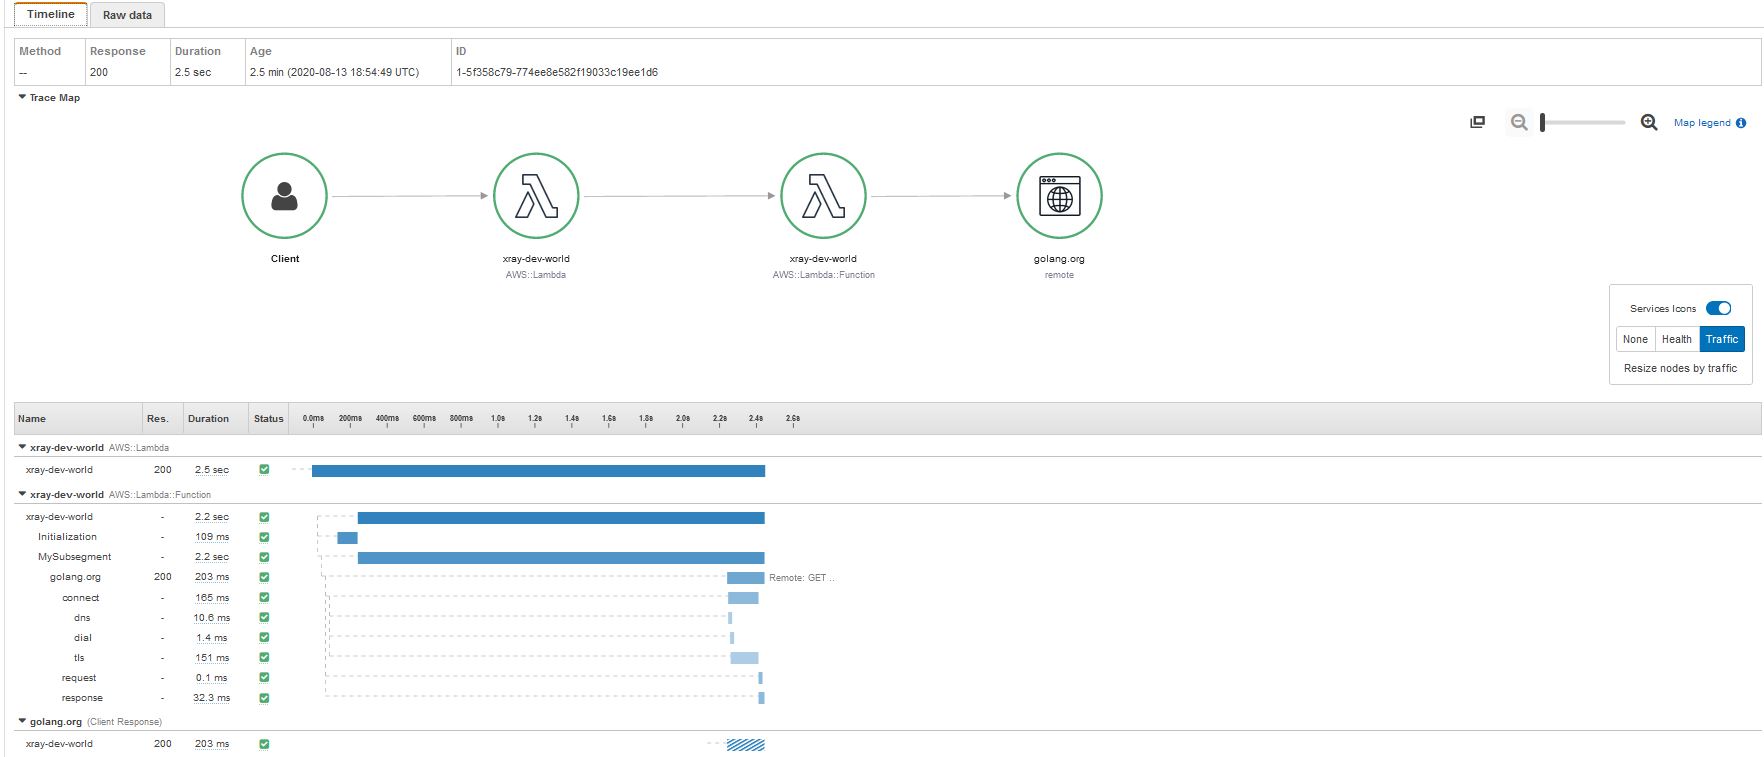 Timeline Raw data
Method Response Duration Age ID
-- 200 2.5 sec 2.5 min (2020-08-13 18:54:49 UTC) 1-5f358c79-774ee8e582f19033c19ee1d6
Trace Map
Map legend
Client xray-dev-world xray-dev-world golang.org
AWS::Lambda AWS::Lambda::Function remote
Services Icons
None Health Traffic
Resize nodes by traffic
Name Res. Duration Status 0.0ms 200ms 400ms 600ms 800ms 1.0s 1.2s 1.4s 1.6s 1.8s 2.0s 2.2s 2.4s 2.6s
xray-dev-world AWS::Lambda
xray-dev-world 200 2.5 sec
xray-dev-world AWS::Lambda::Function
xray-dev-world - 2.2 sec
Initialization - 109 ms
MySubsegment - 2.2 sec
golang.org 200 203 ms Remote: GET ...
connect - 165 ms
dns - 10.6 ms
dial - 1.4 ms
tls - 151 ms
request - 0.1 ms
response - 32.3 ms
golang.org (Client Response)
xray-dev-world 200 203 ms